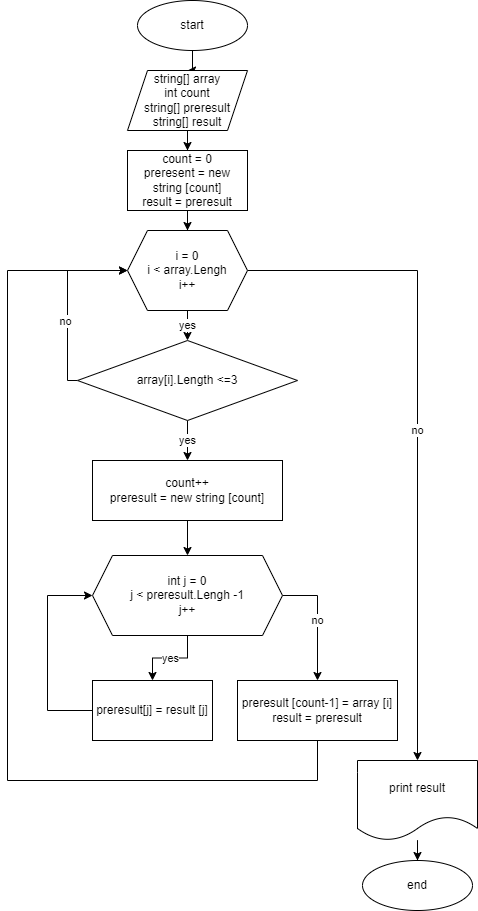 start
string[] array
int count
string[] preresult
string[] result
count = 0
preresent = new
string [count]
result = preresult
i = 0
i < array.Lengh
i++
no
yes
array[i].Length <=3
no
yes
count++
preresult = new string [count]
int j = 0
j < preresult.Lengh -1
j++
no
yes
preresult[j] = result [j]
preresult [count-1] = array [i]
result = preresult
print result
end